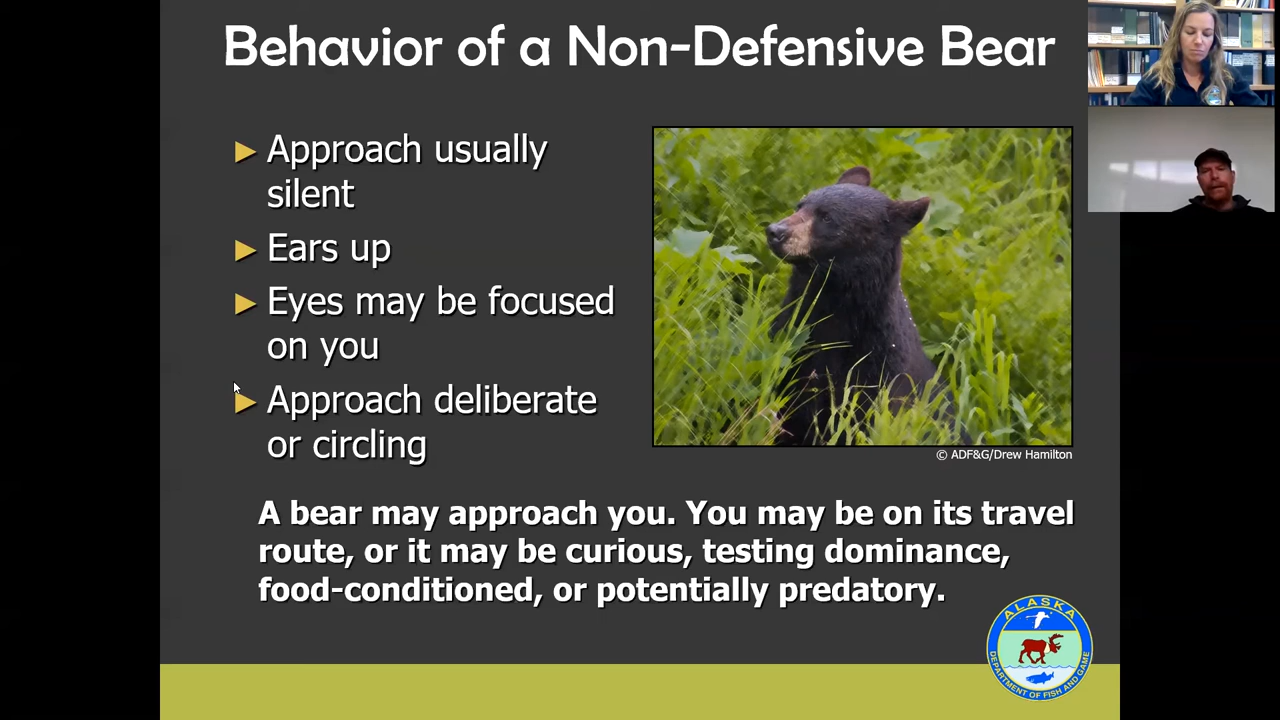 Behavior of a Non-Defensive Bear
Approach usually
silent
Ears up
Eyes may be focused
on you
Approach deliberate
or circling
© ADF&G/Drew Hamilton
A bear may approach you. You may be on its travel
route, or it may be curious, testing dominance,
food-conditioned, or potentially predatory.
ALASKA
DEPARTMENT OF FISH AND GAME